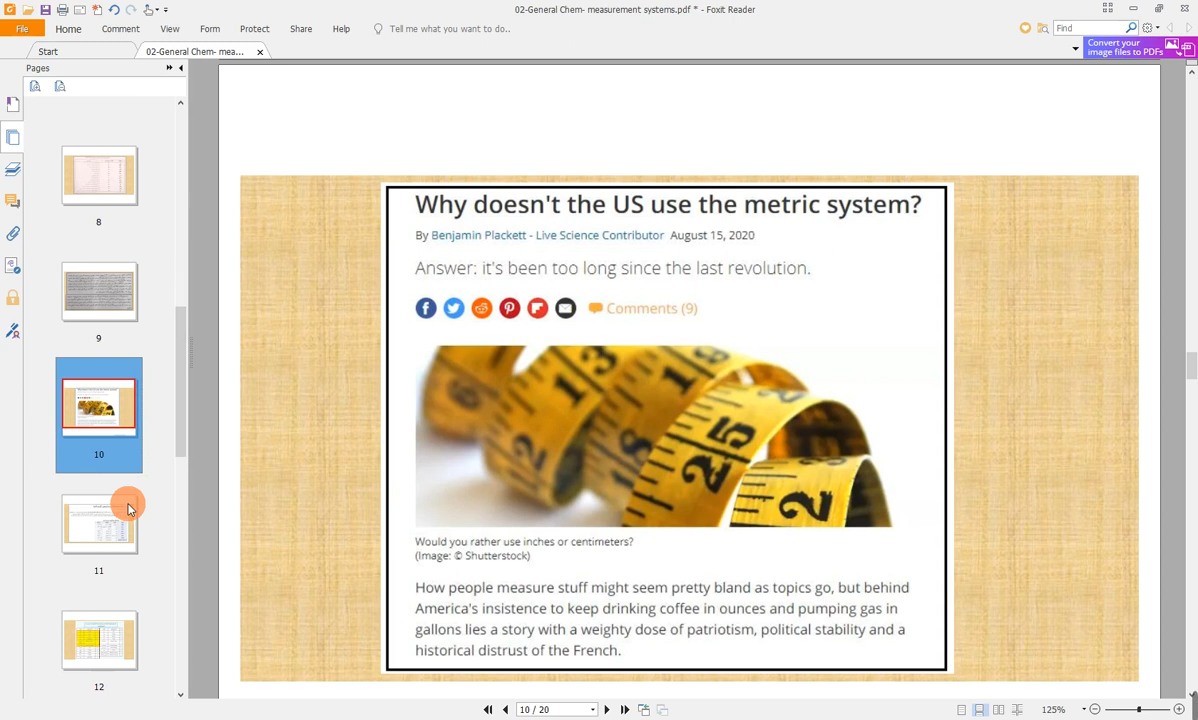 02-General Chem- measurement systems.pdf * - Foxit Reader
File Home Comment View Form Protect Share Help Tell me what you want to do.. Find
Start 02-General Chem- mea...
Convert your
image files to PDFs
Pages
8
9
10
11
12
Why doesn't the US use the metric system?
By Benjamin Plackett - Live Science Contributor August 15, 2020
Answer: it's been too long since the last revolution.
Comments (9)
Would you rather use inches or centimeters?
(Image: © Shutterstock)
How people measure stuff might seem pretty bland as topics go, but behind
America's insistence to keep drinking coffee in ounces and pumping gas in
gallons lies a story with a weighty dose of patriotism, political stability and a
historical distrust of the French.
10 / 20
125%